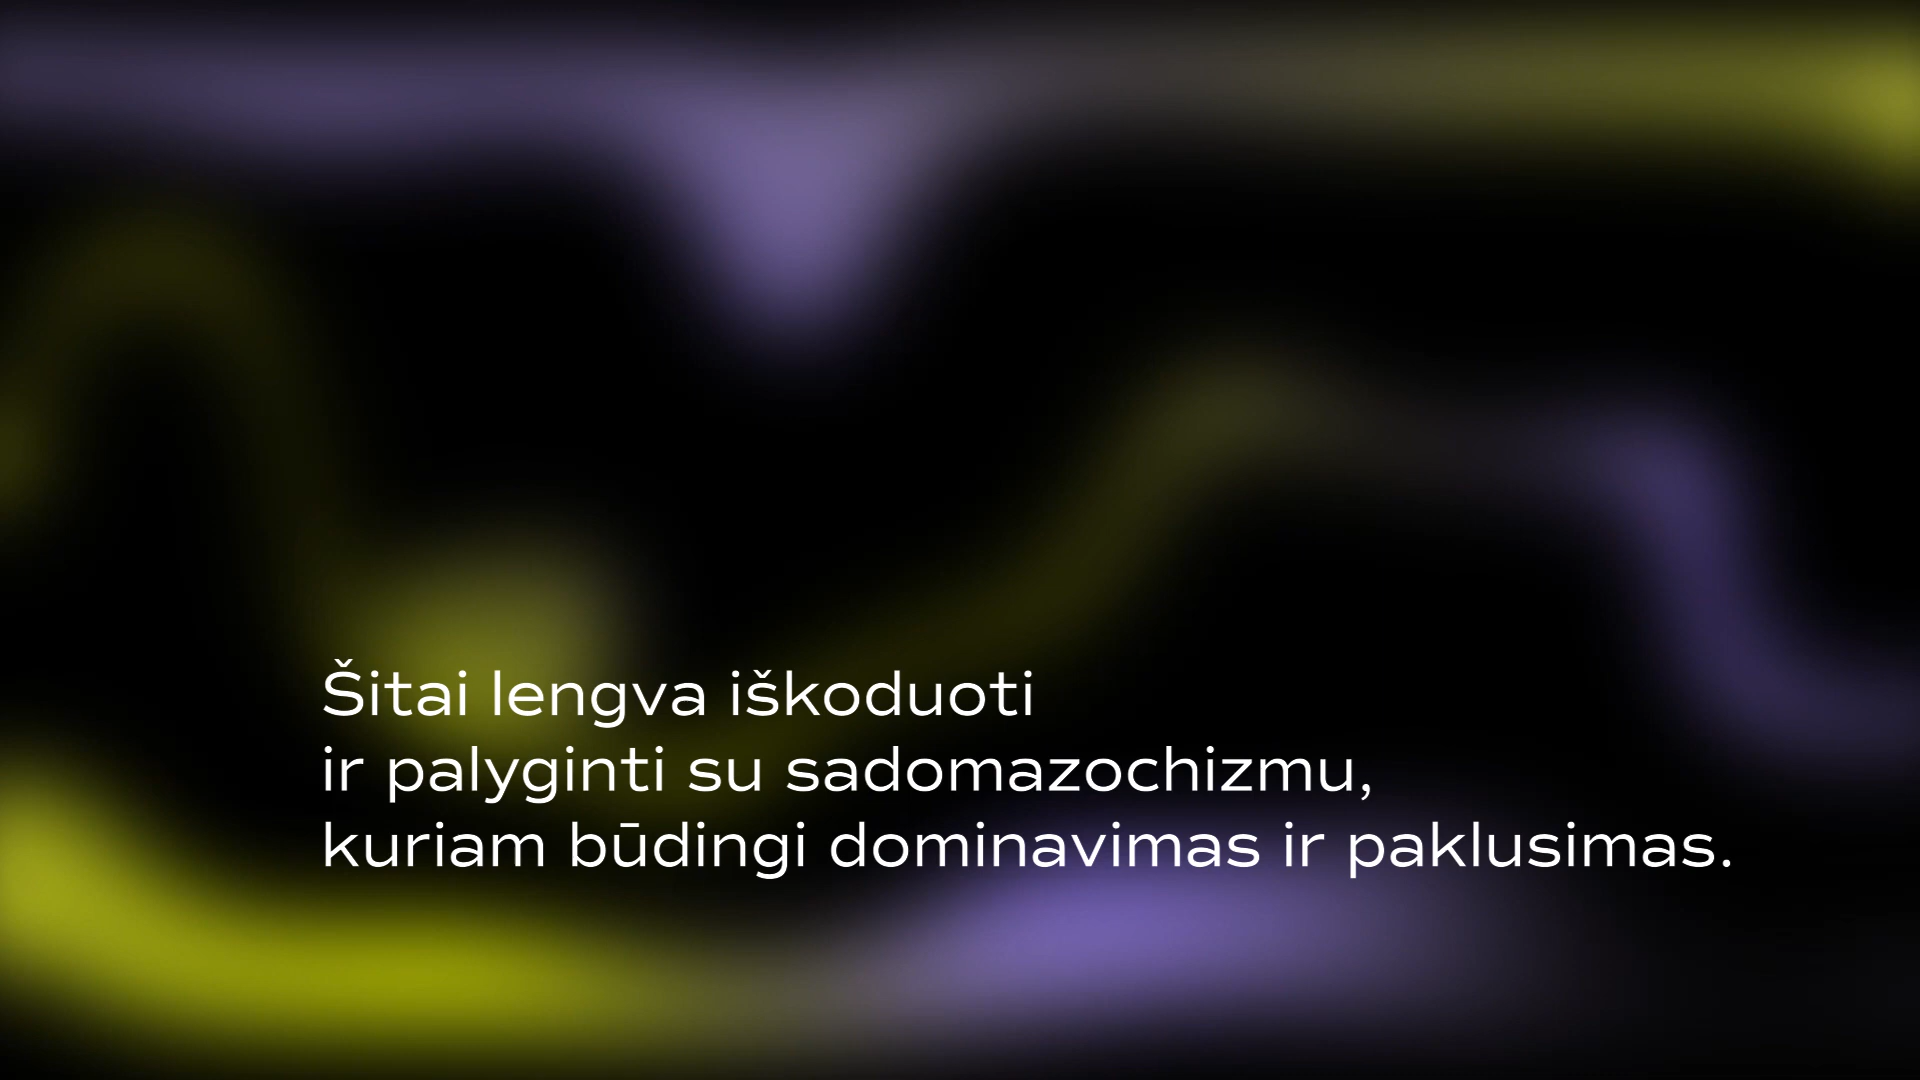 Šitai lengva iškoduoti
ir palyginti su sadomazochizmu,
kuriam būdingi dominavimas ir paklusimas.